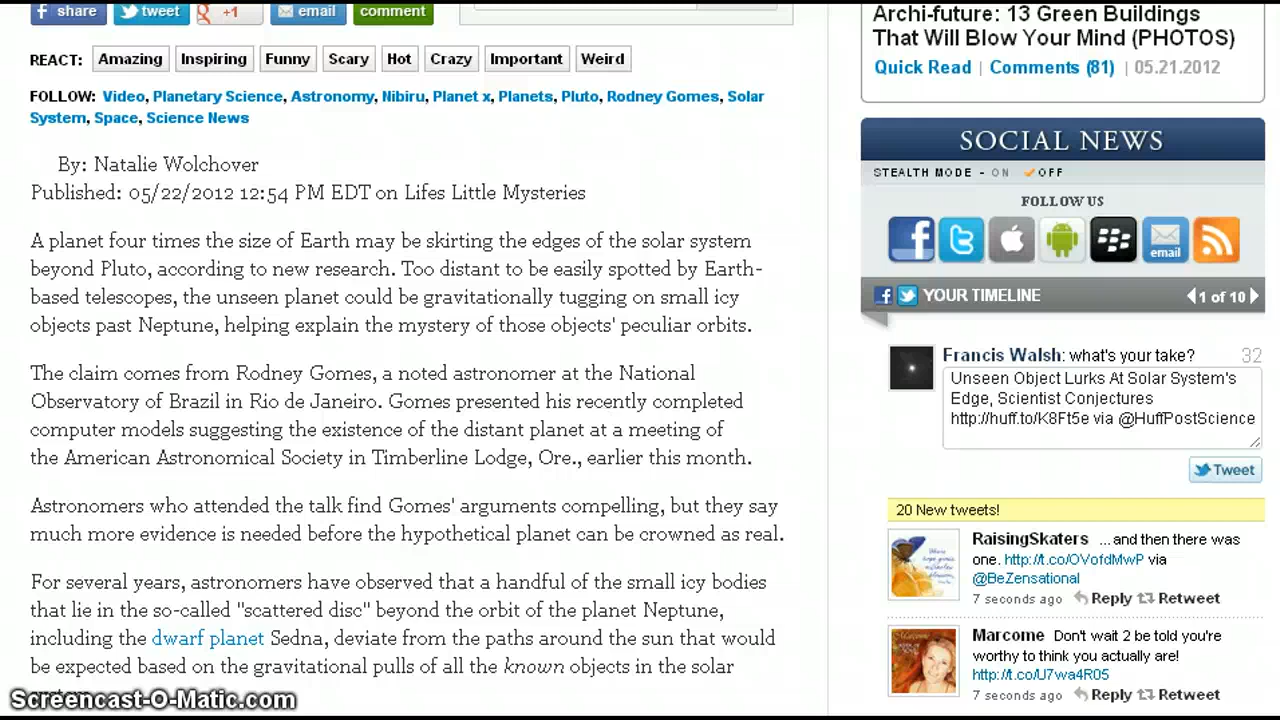 share
tweet
+1
email
comment
REACT: Amazing Inspiring Funny Scary Hot Crazy Important Weird
FOLLOW: Video, Planetary Science, Astronomy, Nibiru, Planet x, Planets, Pluto, Rodney Gomes, Solar
System, Space, Science News
By: Natalie Wolchover
Published: 05/22/2012 12:54 PM EDT on Lifes Little Mysteries
A planet four times the size of Earth may be skirting the edges of the solar system
beyond Pluto, according to new research. Too distant to be easily spotted by Earth-
based telescopes, the unseen planet could be gravitationally tugging on small icy
objects past Neptune, helping explain the mystery of those objects' peculiar orbits.
The claim comes from Rodney Gomes, a noted astronomer at the National
Observatory of Brazil in Rio de Janeiro. Gomes presented his recently completed
computer models suggesting the existence of the distant planet at a meeting of
the American Astronomical Society in Timberline Lodge, Ore., earlier this month.
Astronomers who attended the talk find Gomes' arguments compelling, but they say
much more evidence is needed before the hypothetical planet can be crowned as real.
For several years, astronomers have observed that a handful of the small icy bodies
that lie in the so-called "scattered disc" beyond the orbit of the planet Neptune,
including the dwarf planet Sedna, deviate from the paths around the sun that would
be expected based on the gravitational pulls of all the known objects in the solar
Screencast-O-Matic.com
Archi-future: 13 Green Buildings
That Will Blow Your Mind (PHOTOS)
Quick Read | Comments (81) | 05.21.2012
SOCIAL NEWS
STEALTH MODE - ON OFF
FOLLOW US
email
YOUR TIMELINE 1 of 10
Francis Walsh: what's your take? 32
Unseen Object Lurks At Solar System's
Edge, Scientist Conjectures
http://huff.to/K8Ft5e via @HuffPostScience
Tweet
20 New tweets!
RaisingSkaters ...and then there was
one. http://t.co/OVofdMwP via
@BeZensational
7 seconds ago Reply Retweet
Marcome Don't wait 2 be told you're
worthy to think you actually are!
http://t.co/U7wa4R05
7 seconds ago Reply Retweet